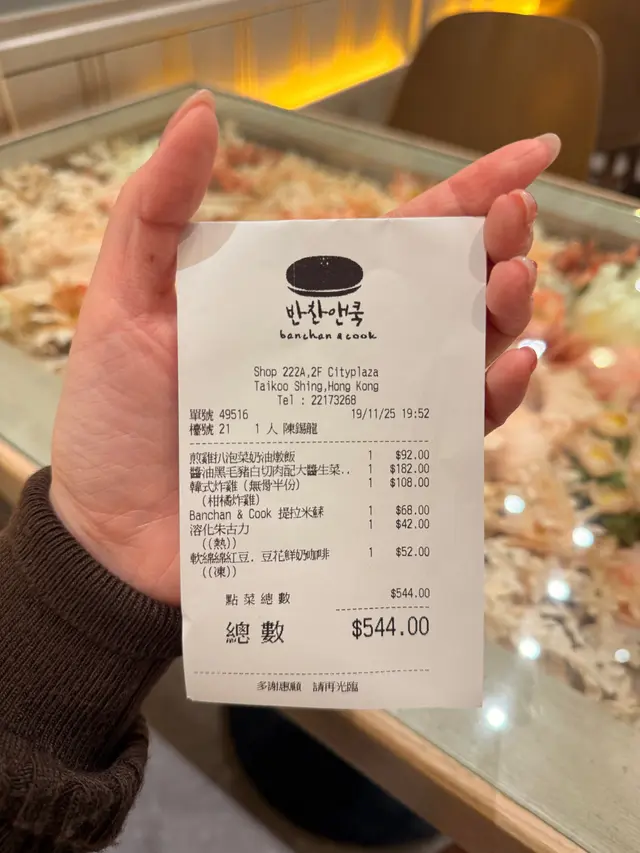 반찬앤쿡
banchan & cook
Shop 222A,2F Cityplaza
Taikoo Shing,Hong Kong
Tel : 22173268
單號 49516 19/11/25 19:52
檯號 21 1 人 陳錫龍
煎雞扒泡菜奶油燉飯 1 $92.00
醬油黑毛豬白切肉配大醬生菜.. 1 $182.00
韓式炸雞(無骨半份) 1 $108.00
(柑橘炸雞)
Banchan & Cook 提拉米蘇 1 $68.00
溶化朱古力 1 $42.00
((熱))
軟綿綿紅豆. 豆花鮮奶咖啡 1 $52.00
((凍))
點菜總數 $544.00
總數 $544.00
多謝惠顧 請再光臨